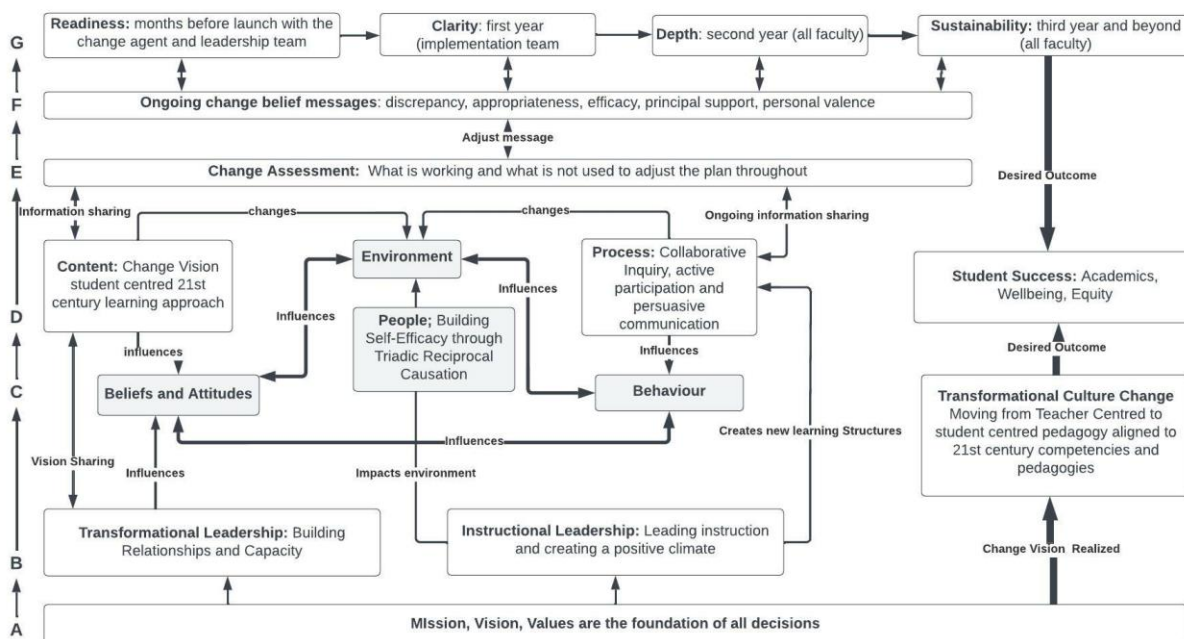 G
Readiness: months before launch with the
change agent and leadership team
Clarity: first year
(implementation team
Depth: second year (all faculty)
Sustainability: third year and beyond
(all faculty)
F
Ongoing change belief messages: discrepancy, appropriateness, efficacy, principal support, personal valence
Adjust message
E
Change Assessment: What is working and what is not used to adjust the plan throughout
Desired Outcome
Information sharing
changes
changes
Ongoing information sharing
Content: Change Vision
student centred 21st
century learning approach
Environment
Process: Collaborative
Inquiry, active
participation and
persuasive
communication
Student Success: Academics,
Wellbeing, Equity
Influences
Influences
D
People; Building
Self-Efficacy through
Triadic Reciprocal
Causation
influences
Influences
Desired Outcome
C
Beliefs and Attitudes
Behaviour
Transformational Culture Change
Moving from Teacher Centred to
student centred pedagogy aligned to
21st century competencies and
pedagogies
Influences
Creates new learning Structures
Vision Sharing
Influences
Impacts environment
Transformational Leadership: Building
Relationships and Capacity
Instructional Leadership: Leading instruction
and creating a positive climate
Change Vision Realized
B
A
MIssion, Vision, Values are the foundation of all decisions